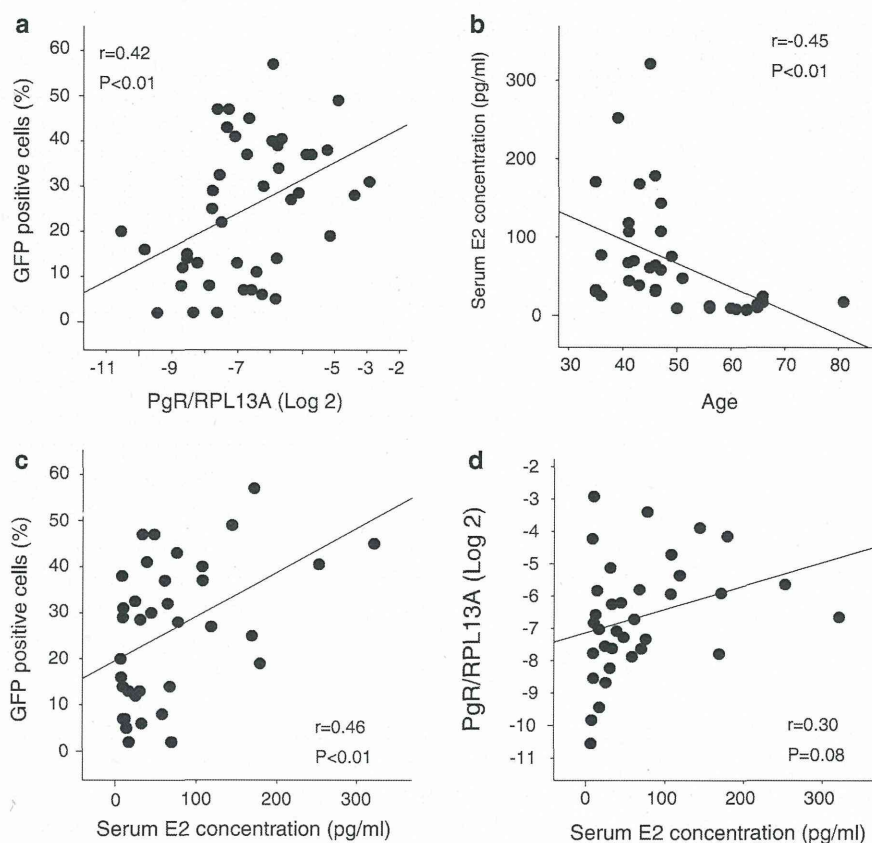 a
r=0.42
P<0.01
GFP positive cells (%)
60
50
40
30
20
10
0
-11
-9
-7
-5
-3
-2
PgR/RPL13A (Log 2)
b
r=-0.45
P<0.01
Serum E2 concentration (pg/ml)
300
200
100
0
30
40
50
60
70
80
Age
c
GFP positive cells (%)
60
50
40
30
20
10
0
r=0.46
P<0.01
0
100
200
300
Serum E2 concentration (pg/ml)
d
PgR/RPL13A (Log 2)
-2
-3
-4
-5
-6
-7
-8
-9
-10
-11
r=0.30
P=0.08
0
100
200
300
Serum E2 concentration (pg/ml)